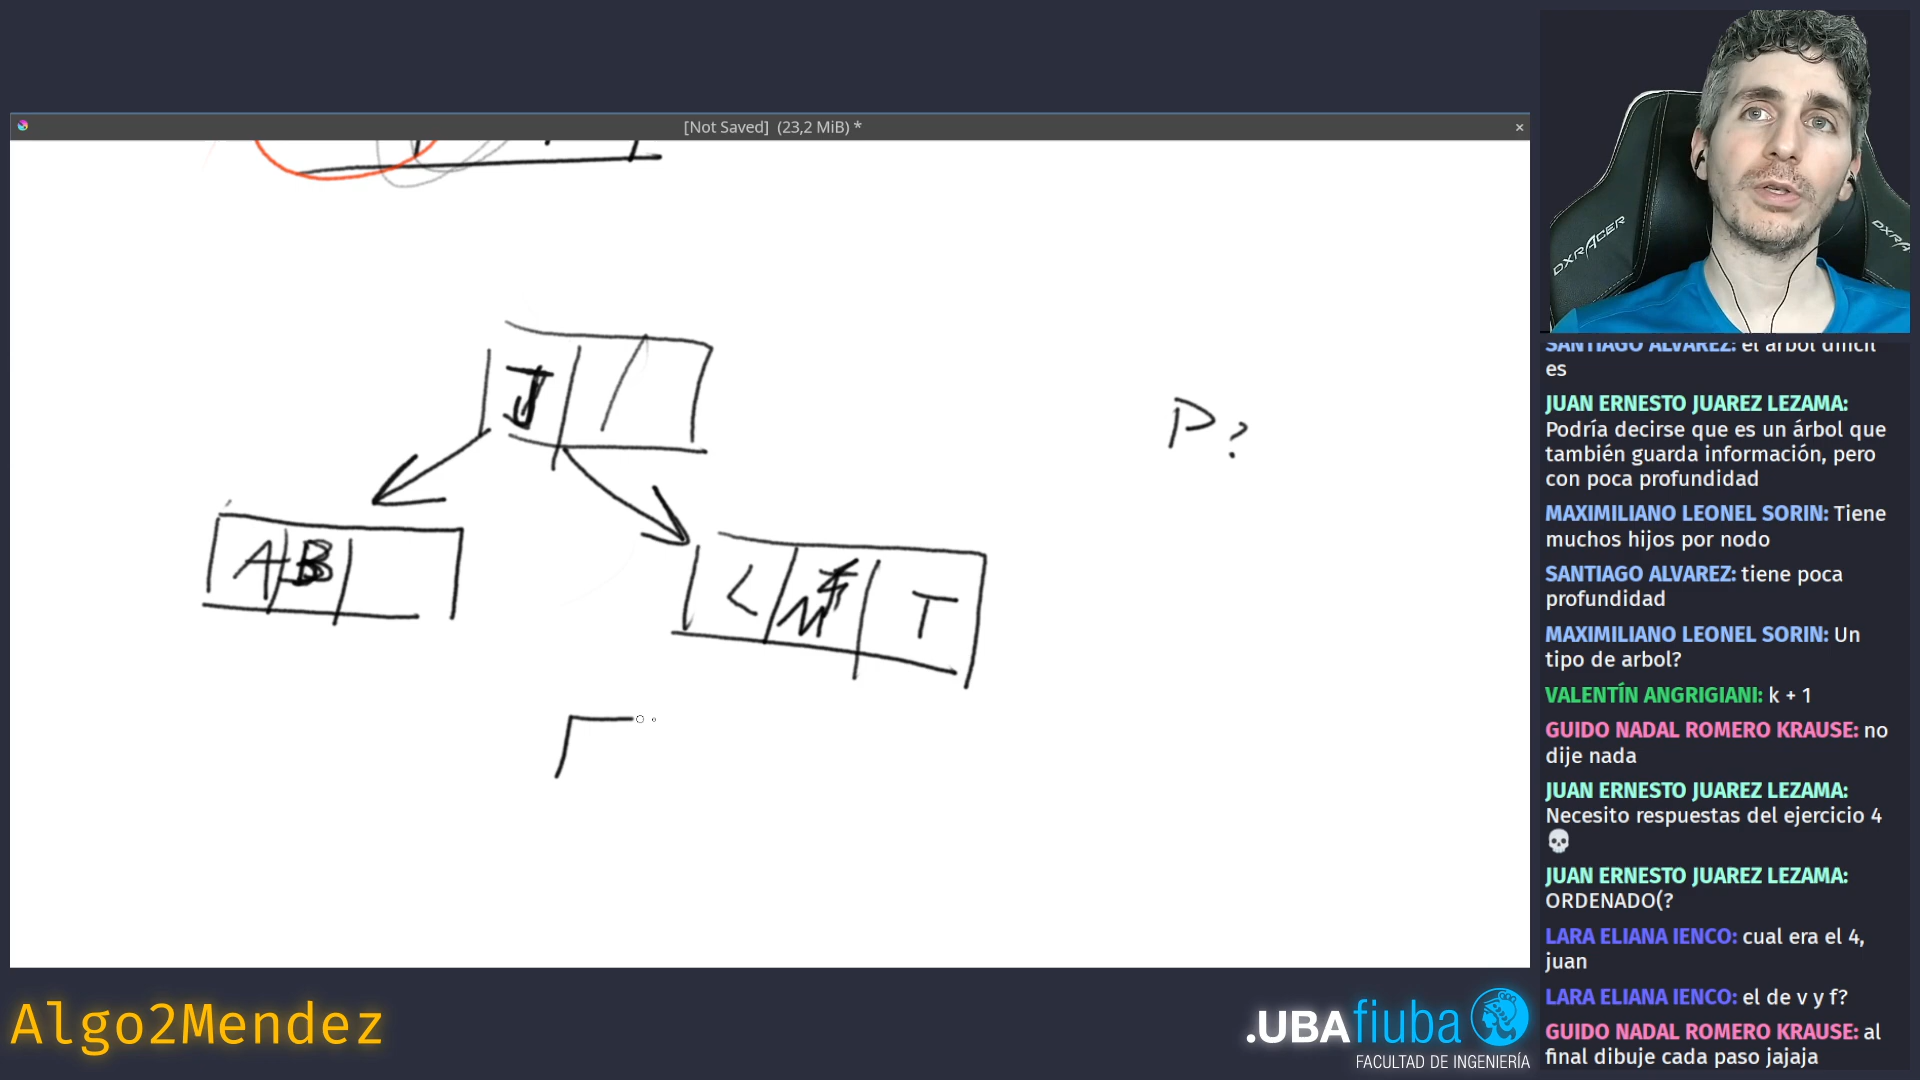 [Not Saved]  (23,2 MiB) *
×
J
P?
A B
L M T
DXRACER
SANTIAGO ALVAREZ: el árbol difícil
es
JUAN ERNESTO JUAREZ LEZAMA:
Podría decirse que es un árbol que
también guarda información, pero
con poca profundidad
MAXIMILIANO LEONEL SORIN: Tiene
muchos hijos por nodo
SANTIAGO ALVAREZ: tiene poca
profundidad
MAXIMILIANO LEONEL SORIN: Un
tipo de arbol?
VALENTÍN ANGRIGIANI: k + 1
GUIDO NADAL ROMERO KRAUSE: no
dije nada
JUAN ERNESTO JUAREZ LEZAMA:
Necesito respuestas del ejercicio 4
💀
JUAN ERNESTO JUAREZ LEZAMA:
ORDENADO(?
LARA ELIANA IENCO: cual era el 4,
juan
LARA ELIANA IENCO: el de v y f?
GUIDO NADAL ROMERO KRAUSE: al
final dibuje cada paso jajaja
Algo2Mendez
.UBAfiuba
FACULTAD DE INGENIERÍA